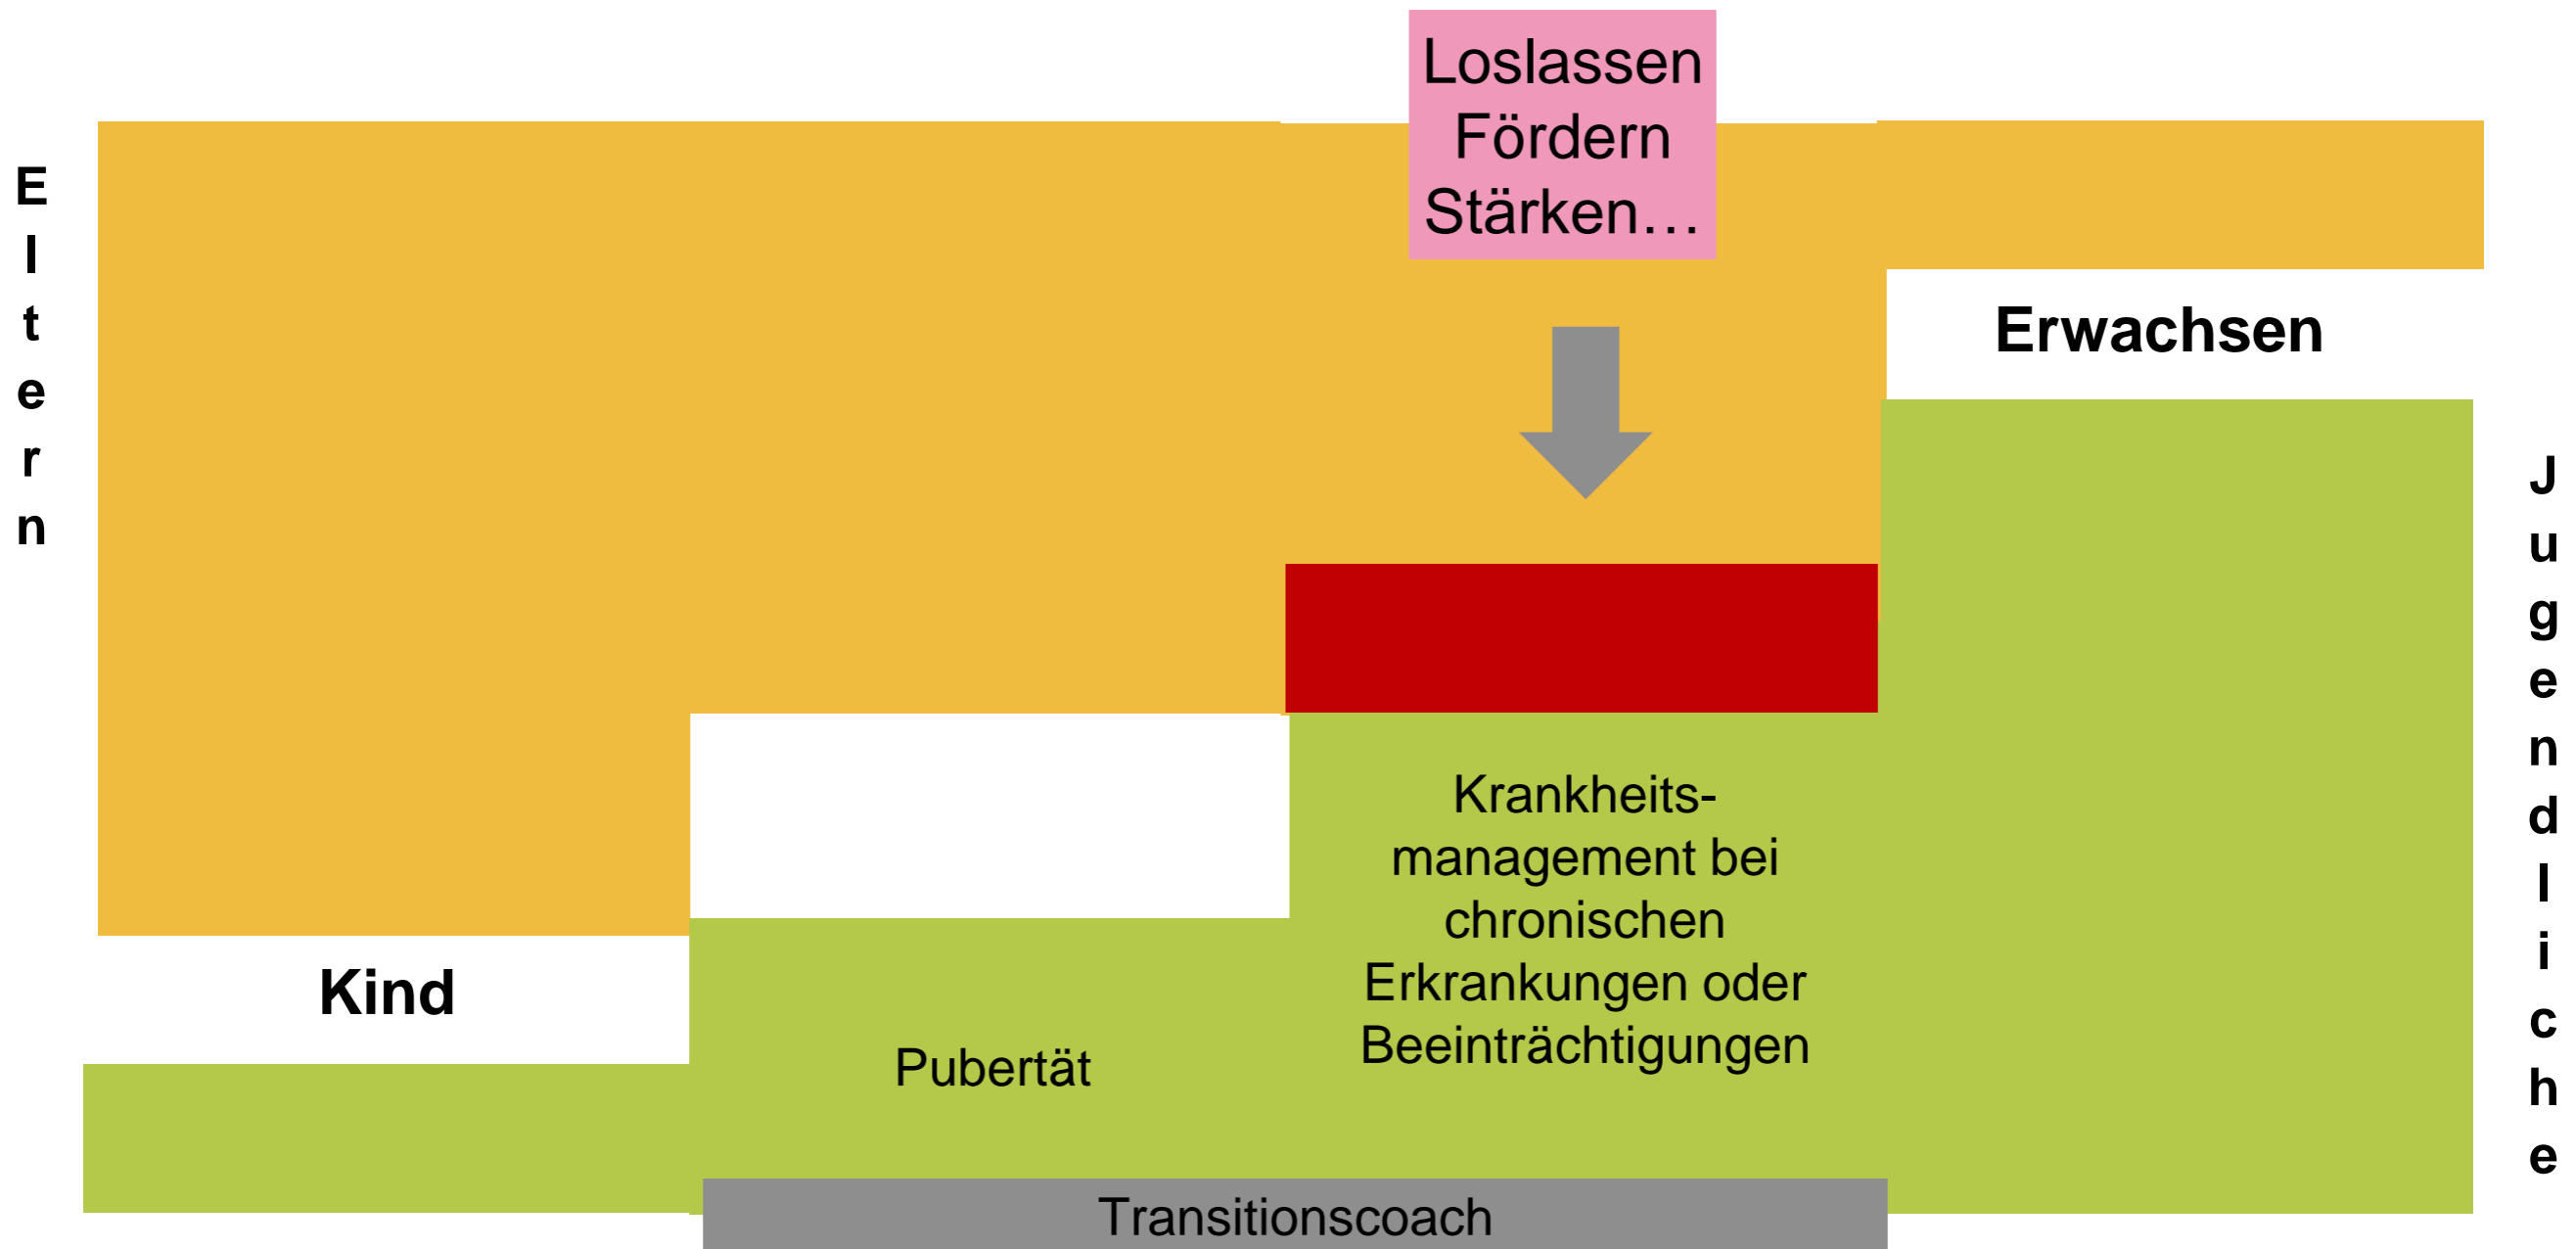 Loslassen
Fördern
Stärken…
Eltern
Erwachsen
Jugendliche
Krankheits-
management bei
chronischen
Erkrankungen oder
Beeinträchtigungen
Kind
Pubertät
Transitionscoach